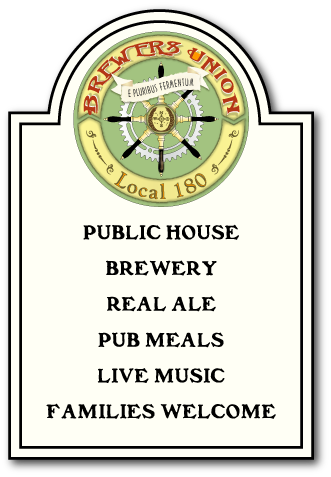 BREWERS UNION
E PLURIBUS FERMENTUM
Local 180
PUBLIC HOUSE
BREWERY
REAL ALE
PUB MEALS
LIVE MUSIC
FAMILIES WELCOME